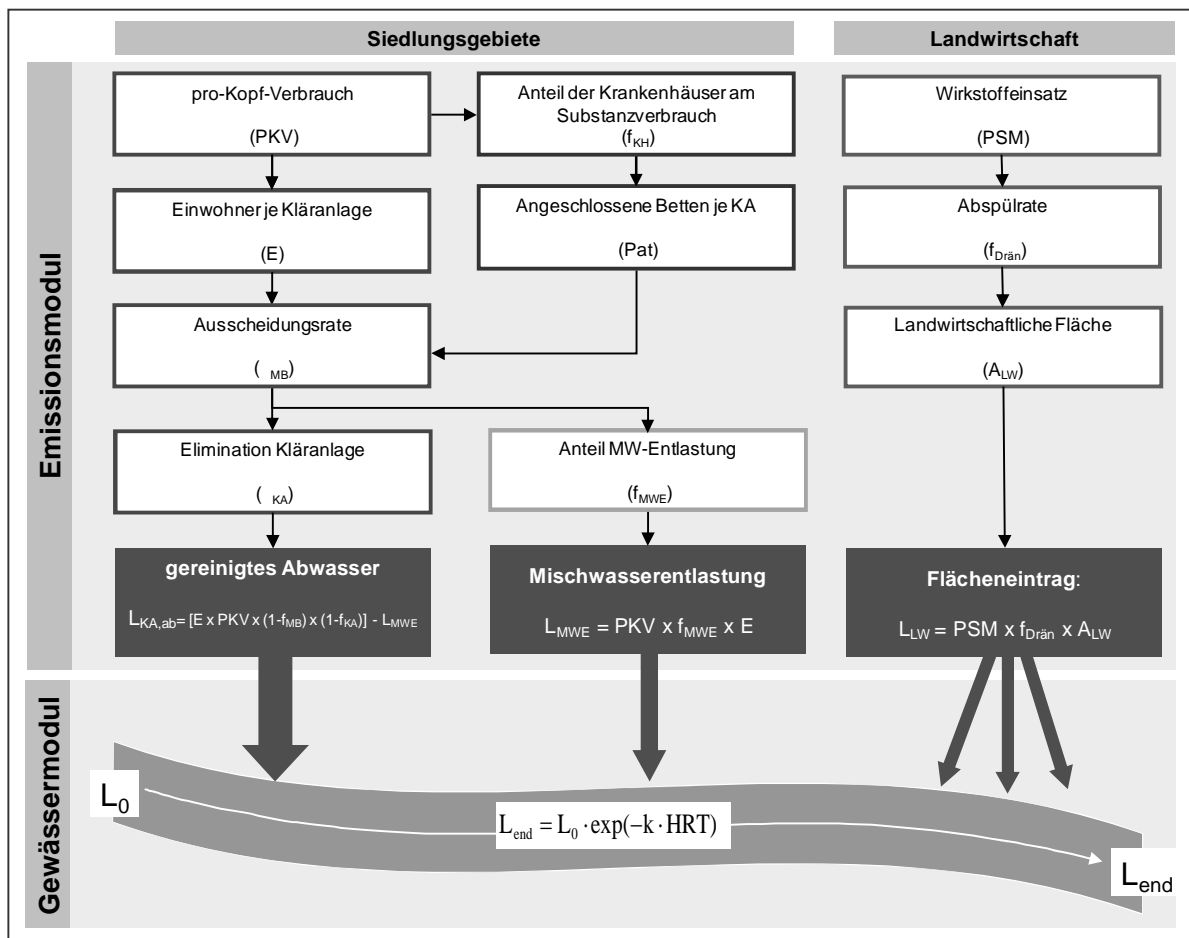 Siedlungsgebiete
Landwirtschaft
Emissionsmodul
pro-Kopf-Verbrauch
(PKV)
Anteil der Krankenhäuser am
Substanzverbrauch
(fKH)
Wirkstoffeinsatz
(PSM)
Einwohner je Kläranlage
(E)
Angeschlossene Betten je KA
(Pat)
Abspülrate
(fDrän)
Ausscheidungsrate
( MB)
Landwirtschaftliche Fläche
(ALW)
Elimination Kläranlage
( KA)
Anteil MW-Entlastung
(fMWE)
gereinigtes Abwasser
LKA,ab= [E x PKV x (1-fMB) x (1-fKA)] - LMWE
Mischwasserentlastung
LMWE = PKV x fMWE x E
Flächeneintrag:
LLW = PSM x fDrän x ALW
Gewässermodul
L0
Lend = L0 ·exp(−k·HRT)
Lend